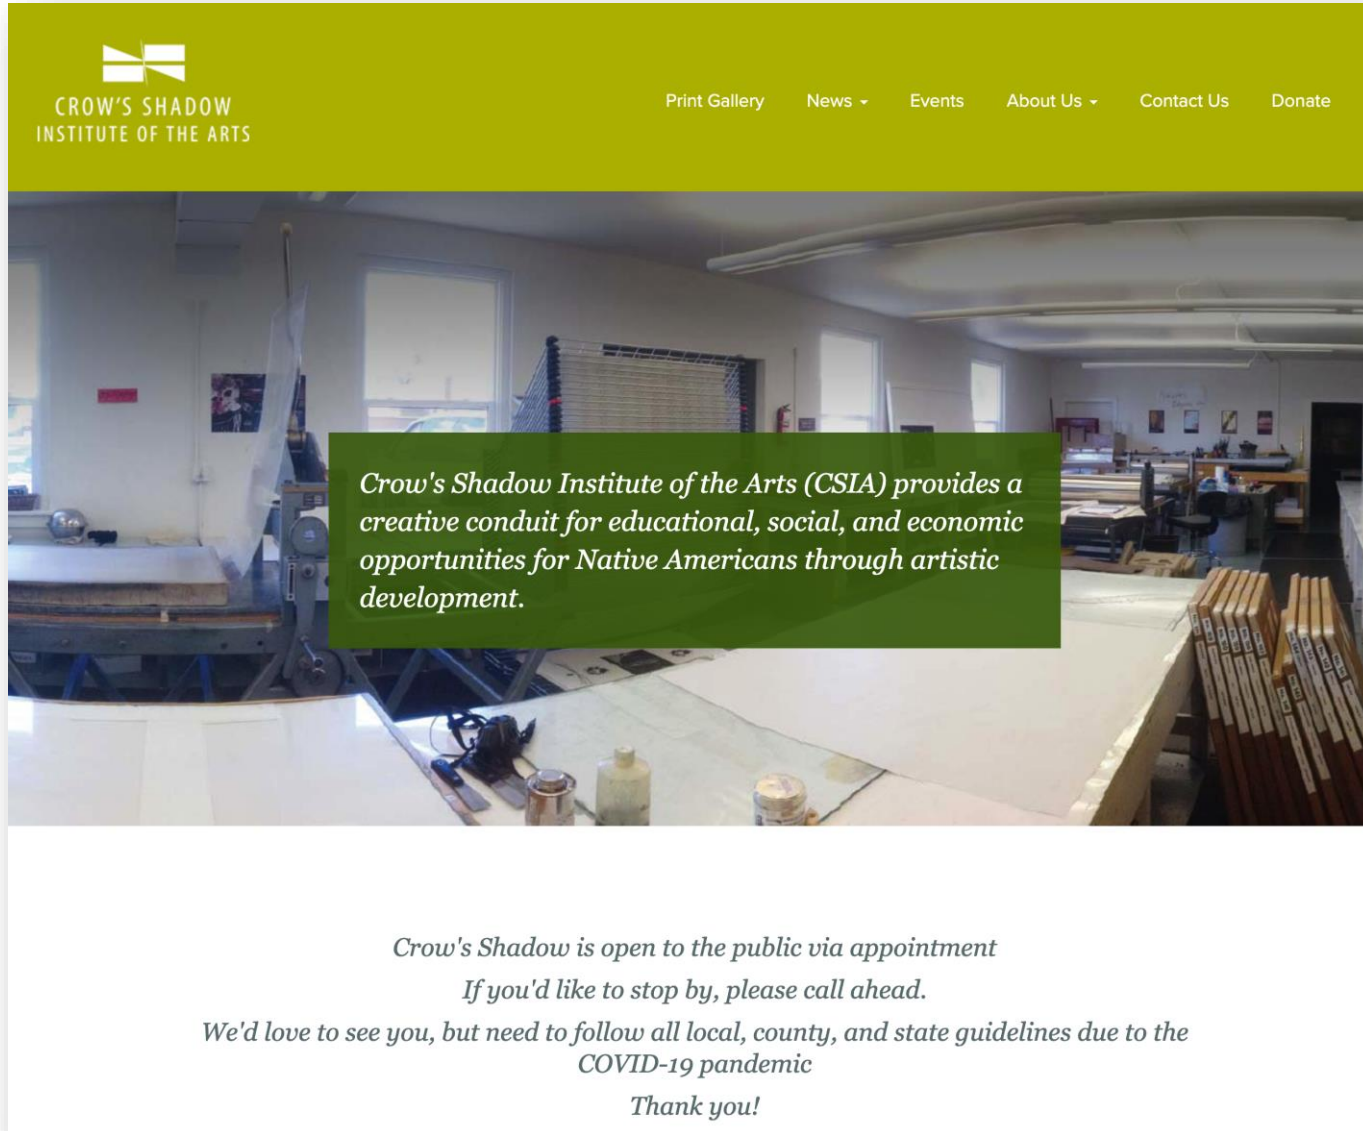 CROW'S SHADOW
INSTITUTE OF THE ARTS
Print Gallery
News
Events
About Us
Contact Us
Donate
Crow's Shadow Institute of the Arts (CSIA) provides a
creative conduit for educational, social, and economic
opportunities for Native Americans through artistic
development.
Crow's Shadow is open to the public via appointment
If you'd like to stop by, please call ahead.
We'd love to see you, but need to follow all local, county, and state guidelines due to the
COVID-19 pandemic
Thank you!